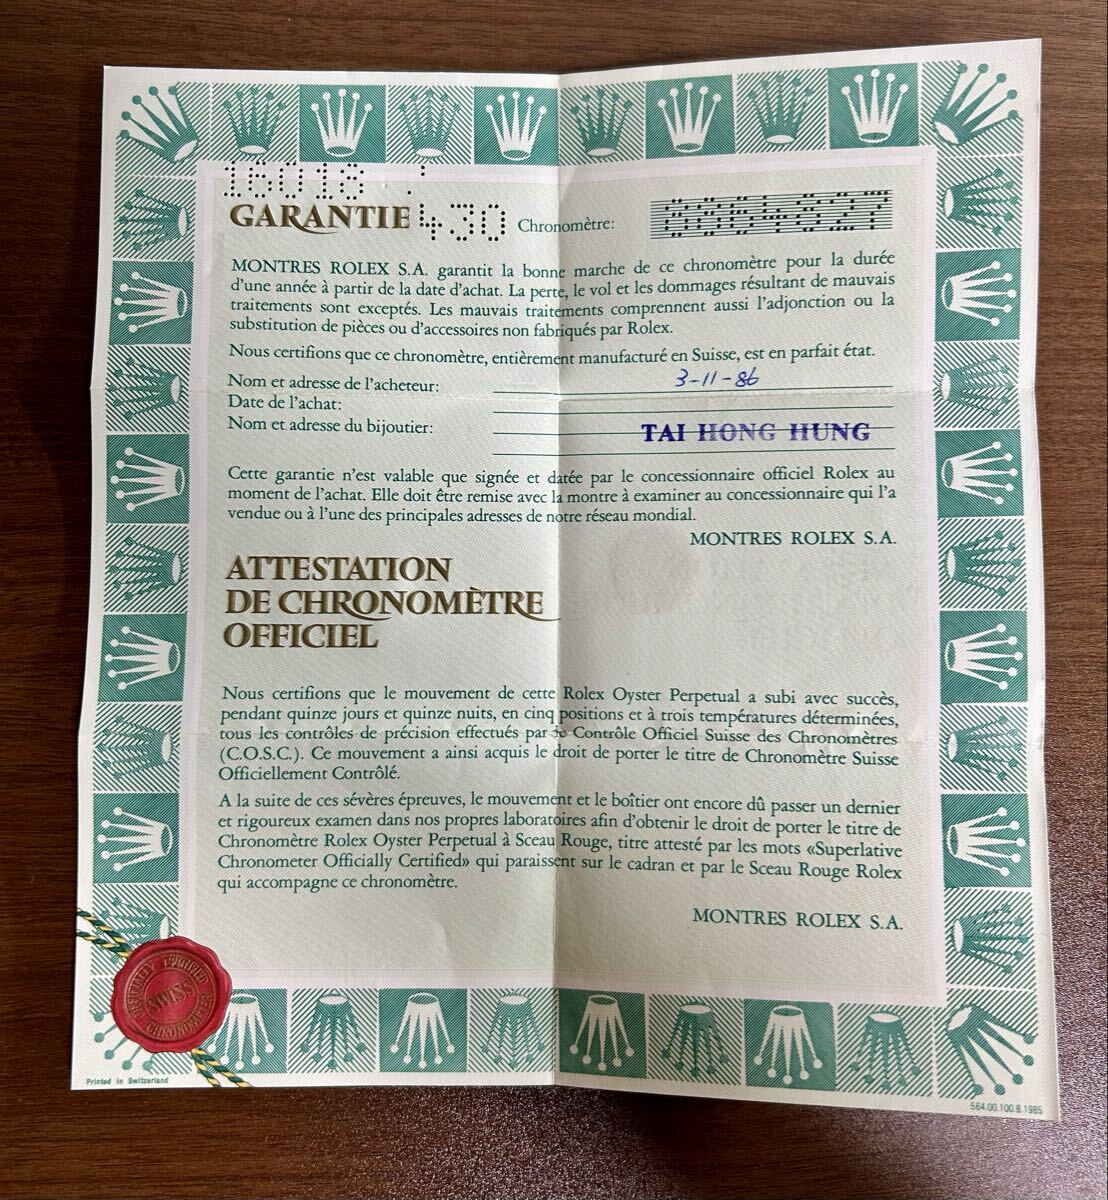 16018
GARANTIE 430 Chronomètre:
MONTRES ROLEX S.A. garantit la bonne marche de ce chronomètre pour la durée
d'une année à partir de la date d'achat. La perte, le vol et les dommages résultant de mauvais
traitements sont exceptés. Les mauvais traitements comprennent aussi l'adjonction ou la
substitution de pièces ou d'accessoires non fabriqués par Rolex.
Nous certifions que ce chronomètre, entièrement manufacturé en Suisse, est en parfait état.
Nom et adresse de l'acheteur: 3-11-86
Date de l'achat:
Nom et adresse du bijoutier: TAI HONG HUNG
Cette garantie n'est valable que signée et datée par le concessionnaire officiel Rolex au
moment de l'achat. Elle doit être remise avec la montre à examiner au concessionnaire qui l'a
vendue ou à l'une des principales adresses de notre réseau mondial.
MONTRES ROLEX S.A.
ATTESTATION
DE CHRONOMÈTRE
OFFICIEL
Nous certifions que le mouvement de cette Rolex Oyster Perpetual a subi avec succès,
pendant quinze jours et quinze nuits, en cinq positions et à trois températures déterminées,
tous les contrôles de précision effectués par le Contrôle Officiel Suisse des Chronomètres
(C.O.S.C.). Ce mouvement a ainsi acquis le droit de porter le titre de Chronomètre Suisse
Officiellement Contrôlé.
A la suite de ces sévères épreuves, le mouvement et le boîtier ont encore dû passer un dernier
et rigoureux examen dans nos propres laboratoires afin d'obtenir le droit de porter le titre de
Chronomètre Rolex Oyster Perpetual à Sceau Rouge, titre attesté par les mots «Superlative
Chronometer Officially Certified» qui paraissent sur le cadran et par le Sceau Rouge Rolex
qui accompagne ce chronomètre.
MONTRES ROLEX S.A.
OFFICIALLY CERTIFIED
SWISS
CHRONOMETER
Printed in Switzerland
564.00.100.8.1985